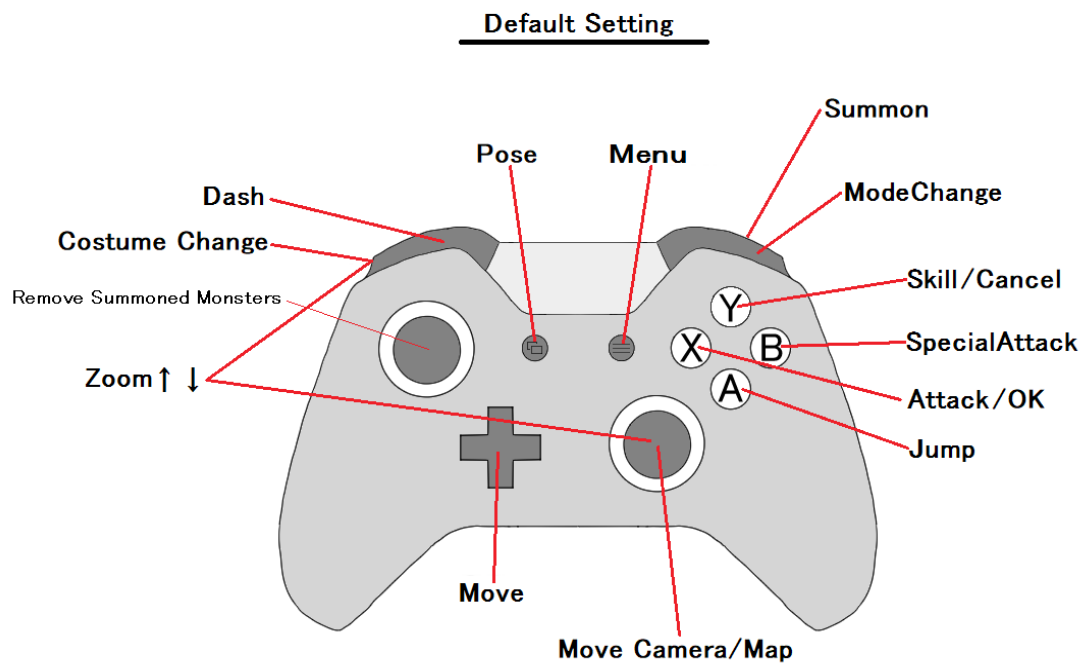 Default Setting
Summon
Pose
Menu
ModeChange
Dash
Costume Change
Skill/Cancel
Remove Summoned Monsters
Y
SpecialAttack
X
B
Zoom↑ ↓
A
Attack/OK
Jump
Move
Move Camera/Map